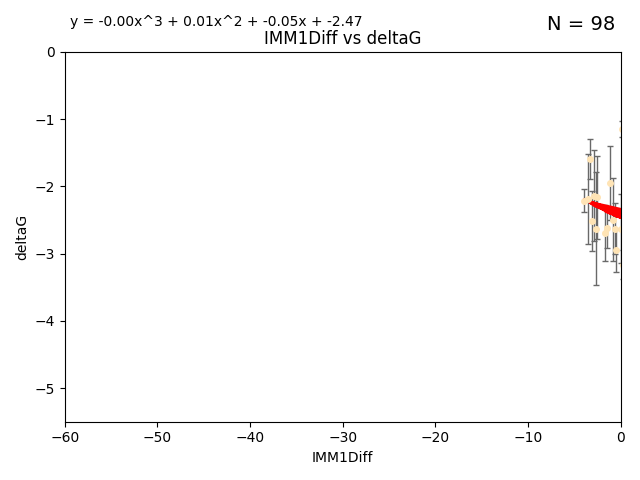 y = -0.00x^3 + 0.01x^2 + -0.05x + -2.47
N = 98
IMM1Diff vs deltaG
0
−1
−2
−3
−4
−5
deltaG
−60 −50 −40 −30 −20 −10 0
IMM1Diff